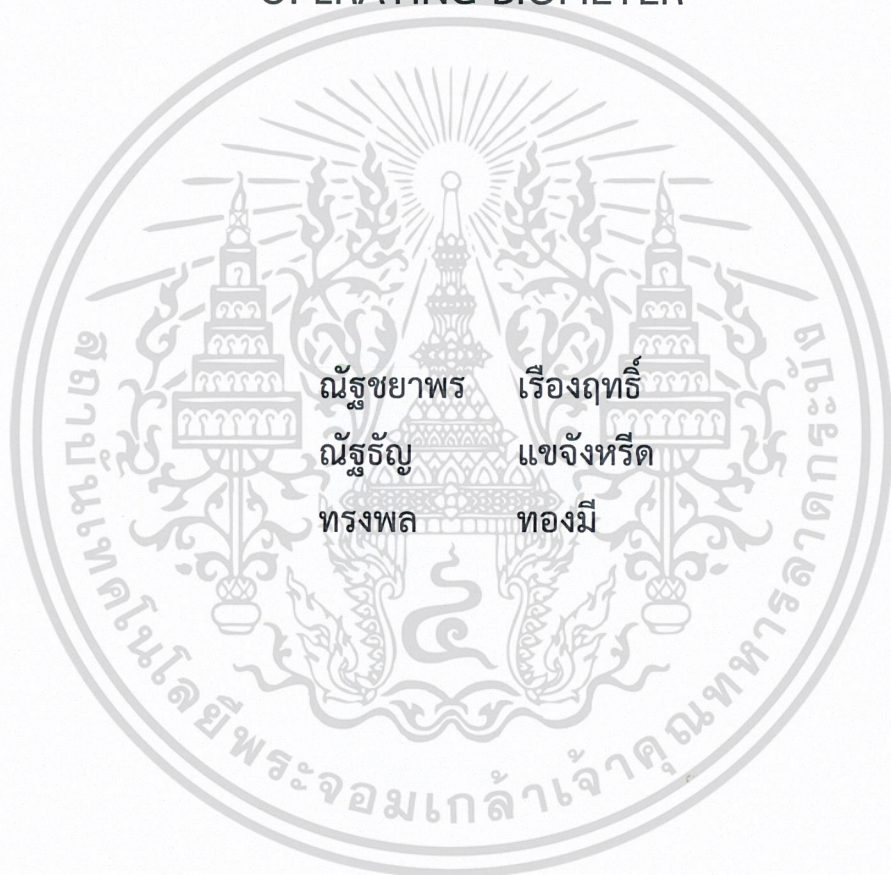 OPERATING BIOMETER
ณัฐชยาพร เรืองฤทธิ์
ณัฐธัญ แขจังหรีด
ทรงพล ทองมี
สถาบันเทคโนโลยีพระจอมเกล้าเจ้าคุณทหารลาดกระบัง